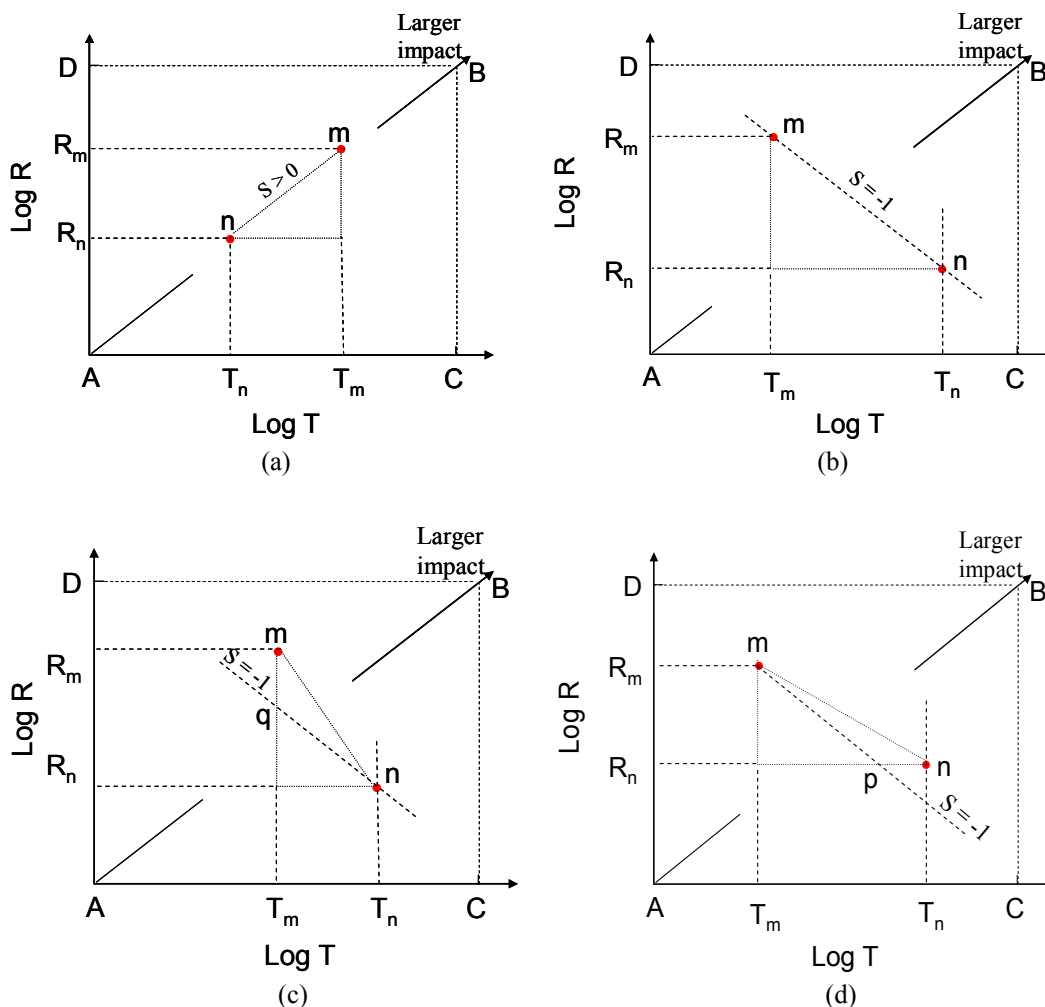 Larger
impact
D
B
R_m
m
Log R
S > 0
n
R_n
A
T_n
T_m
C
Log T
(a)
Larger
impact
D
B
R_m
m
Log R
S = -1
R_n
n
A
T_m
T_n
C
Log T
(b)
Larger
impact
D
B
m
R_m
S = -1
Log R
q
R_n
n
A
T_m
T_n
C
Log T
(c)
Larger
impact
D
B
m
R_m
Log R
R_n
p
n
S = -1
A
T_m
T_n
C
Log T
(d)